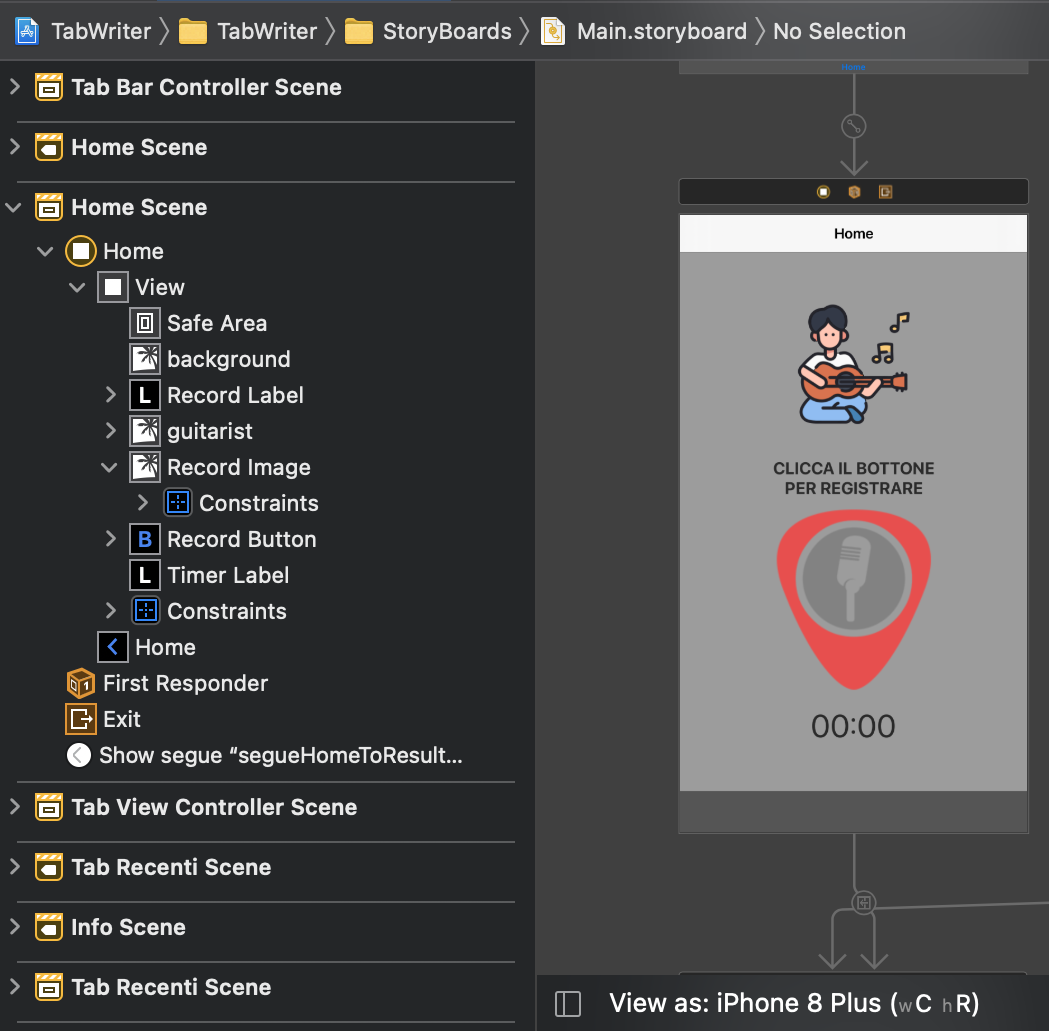 TabWriter TabWriter StoryBoards Main.storyboard No Selection
Tab Bar Controller Scene
Home Scene
Home Scene
Home
View
Safe Area
background
L Record Label
guitarist
Record Image
Constraints
B Record Button
L Timer Label
Constraints
Home
First Responder
Exit
Show segue “segueHomeToResult...
Tab View Controller Scene
Tab Recenti Scene
Info Scene
Tab Recenti Scene
Home
Home
CLICCA IL BOTTONE
PER REGISTRARE
00:00
View as: iPhone 8 Plus (wC hR)